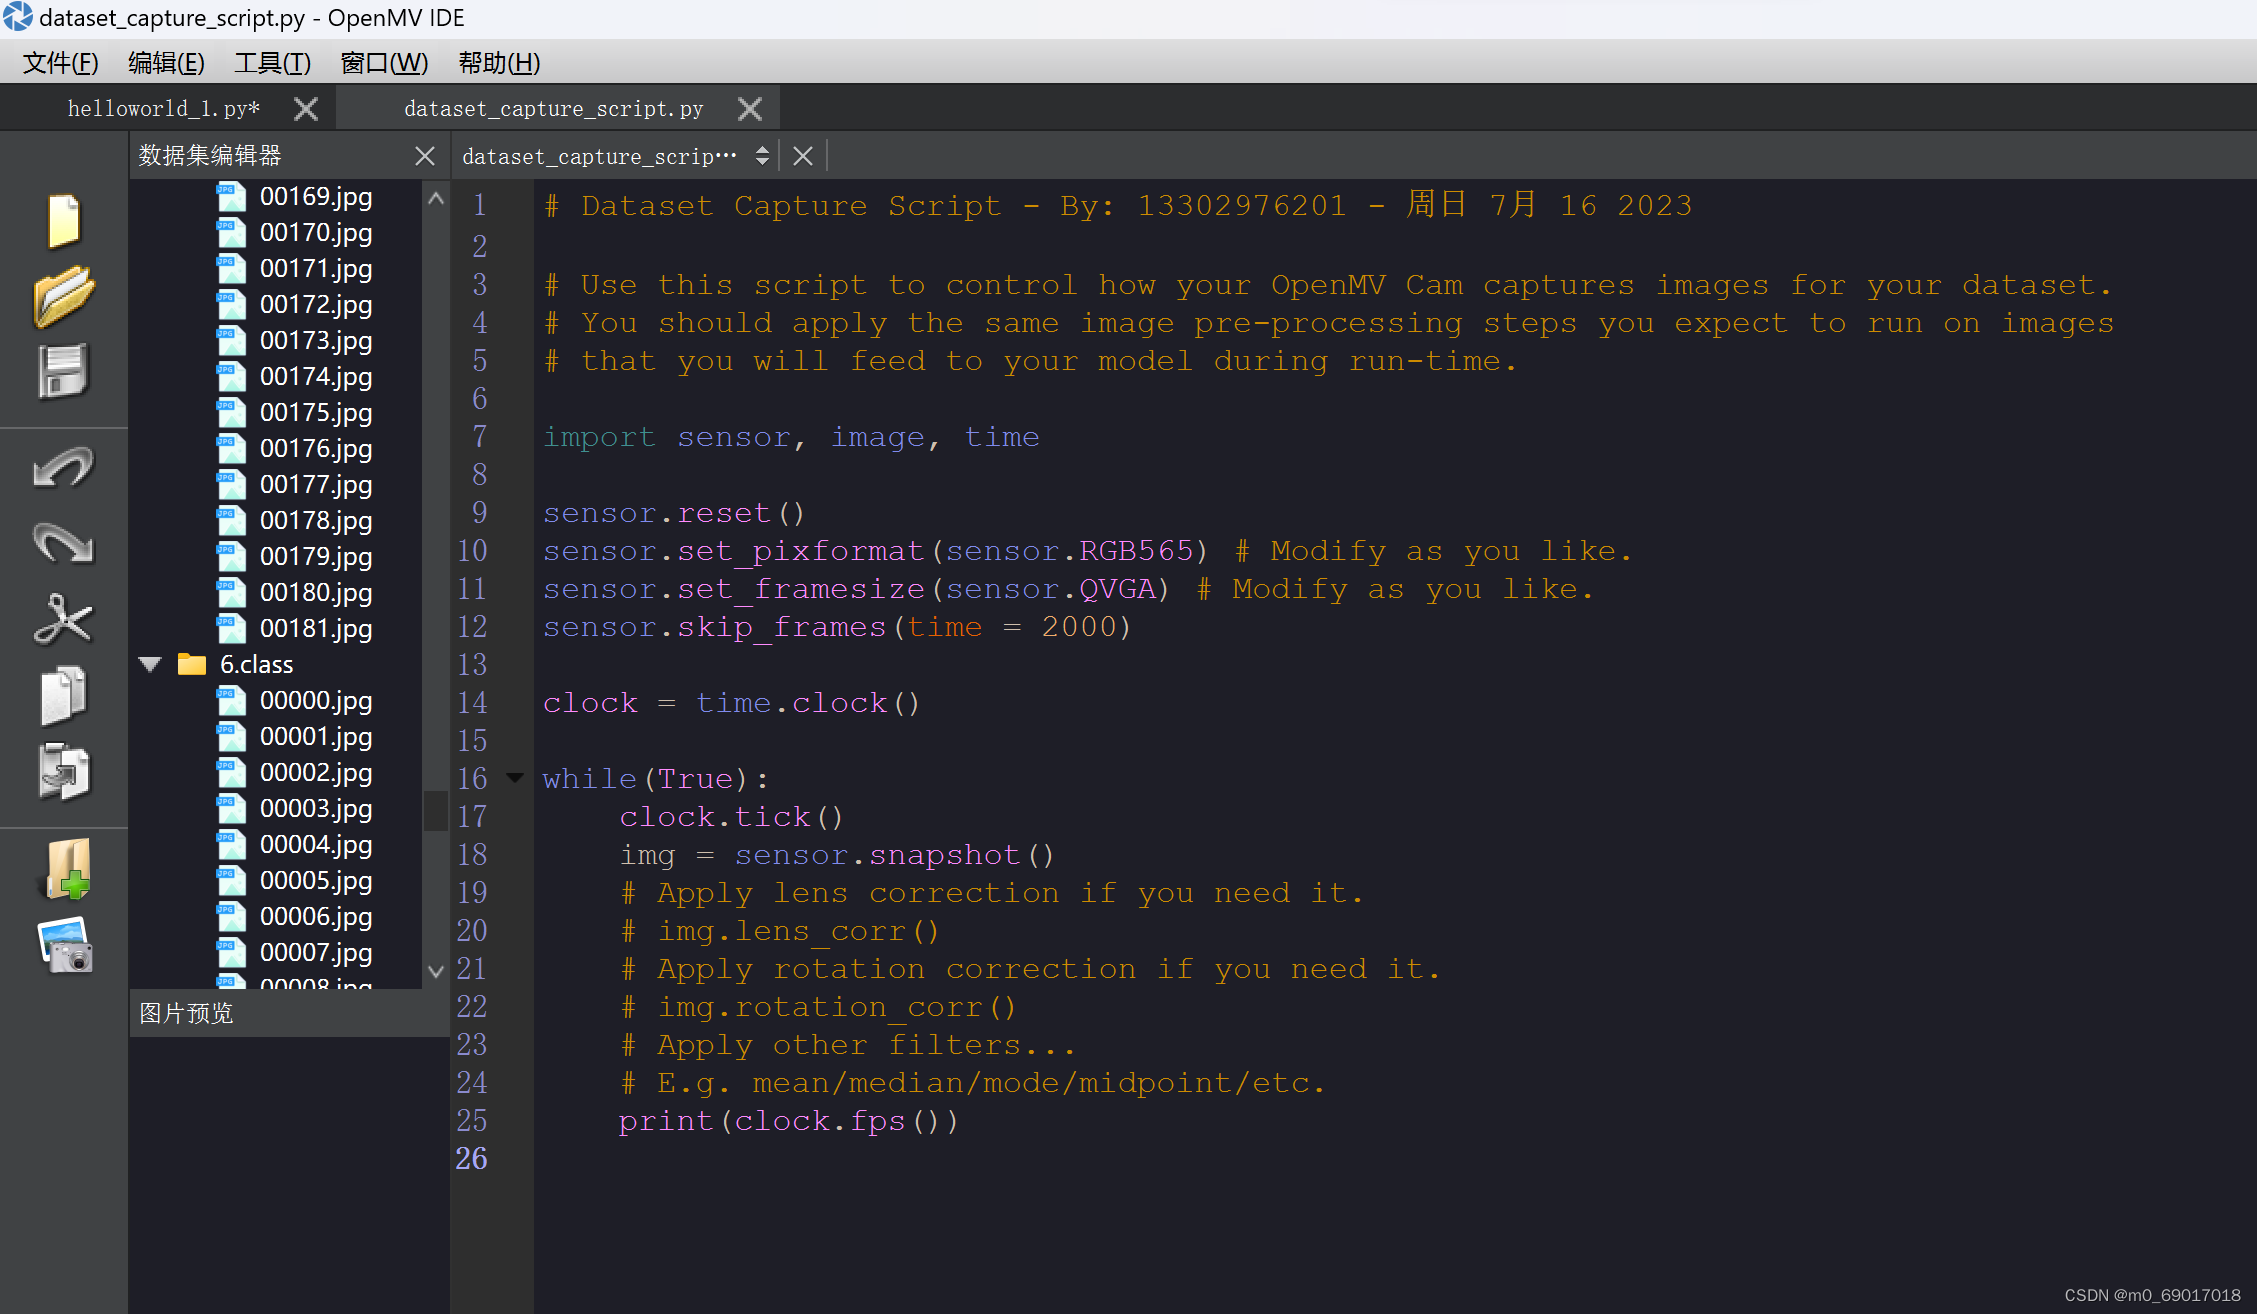 dataset_capture_script.py - OpenMV IDE
文件(F) 编辑(E) 工具(T) 窗口(W) 帮助(H)
helloworld_1.py* dataset_capture_script.py
数据集编辑器 dataset_capture_scrip…
00169.jpg
00170.jpg
00171.jpg
00172.jpg
00173.jpg
00174.jpg
00175.jpg
00176.jpg
00177.jpg
00178.jpg
00179.jpg
00180.jpg
00181.jpg
6.class
00000.jpg
00001.jpg
00002.jpg
00003.jpg
00004.jpg
00005.jpg
00006.jpg
00007.jpg
00008.jpg
图片预览
1 # Dataset Capture Script - By: 13302976201 - 周日 7月 16 2023
2
3 # Use this script to control how your OpenMV Cam captures images for your dataset.
4 # You should apply the same image pre-processing steps you expect to run on images
5 # that you will feed to your model during run-time.
6
7 import sensor, image, time
8
9 sensor.reset()
10 sensor.set_pixformat(sensor.RGB565) # Modify as you like.
11 sensor.set_framesize(sensor.QVGA) # Modify as you like.
12 sensor.skip_frames(time = 2000)
13
14 clock = time.clock()
15
16 while(True):
17     clock.tick()
18     img = sensor.snapshot()
19     # Apply lens correction if you need it.
20     # img.lens_corr()
21     # Apply rotation correction if you need it.
22     # img.rotation_corr()
23     # Apply other filters...
24     # E.g. mean/median/mode/midpoint/etc.
25     print(clock.fps())
26
CSDN @m0_69017018